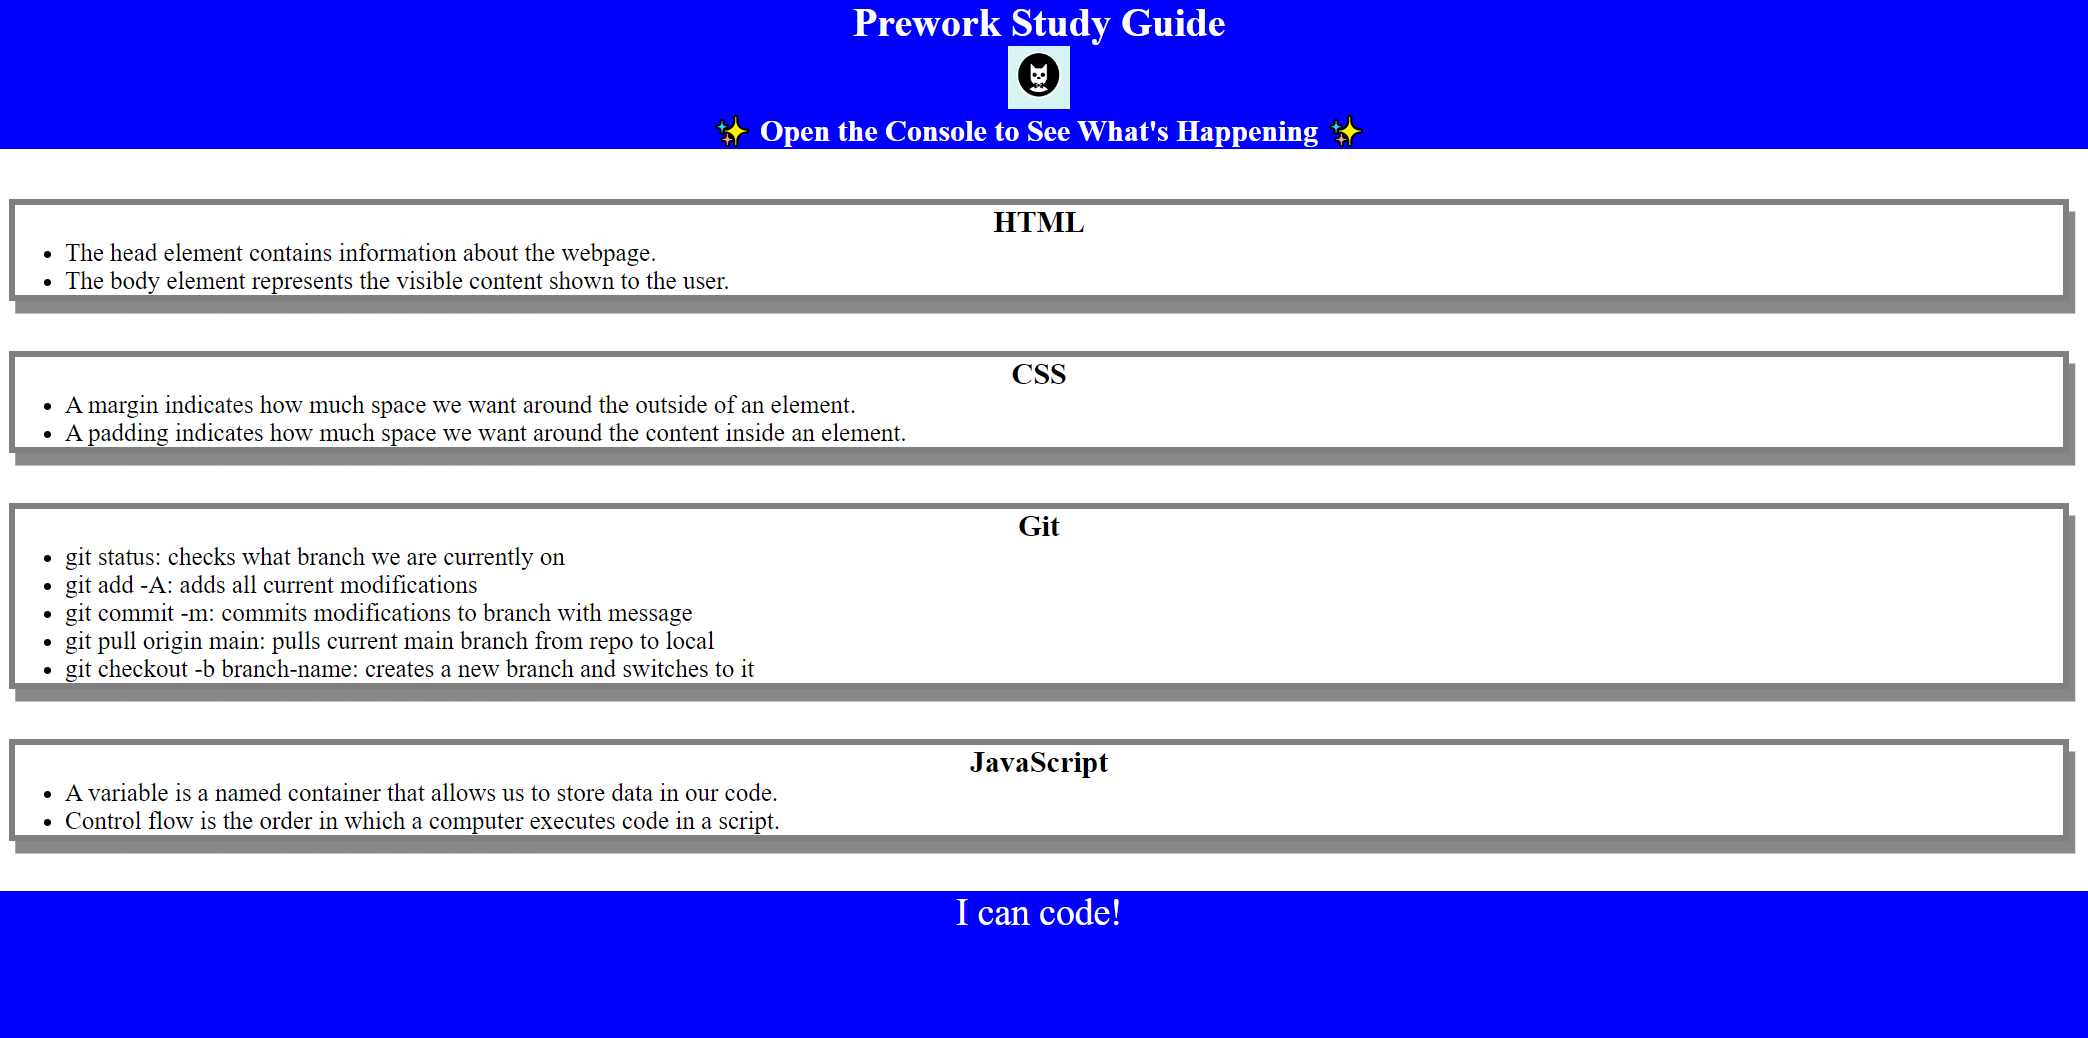 Prework Study Guide
✨ Open the Console to See What's Happening ✨
HTML
• The head element contains information about the webpage.
• The body element represents the visible content shown to the user.
CSS
• A margin indicates how much space we want around the outside of an element.
• A padding indicates how much space we want around the content inside an element.
Git
• git status: checks what branch we are currently on
• git add -A: adds all current modifications
• git commit -m: commits modifications to branch with message
• git pull origin main: pulls current main branch from repo to local
• git checkout -b branch-name: creates a new branch and switches to it
JavaScript
• A variable is a named container that allows us to store data in our code.
• Control flow is the order in which a computer executes code in a script.
I can code!